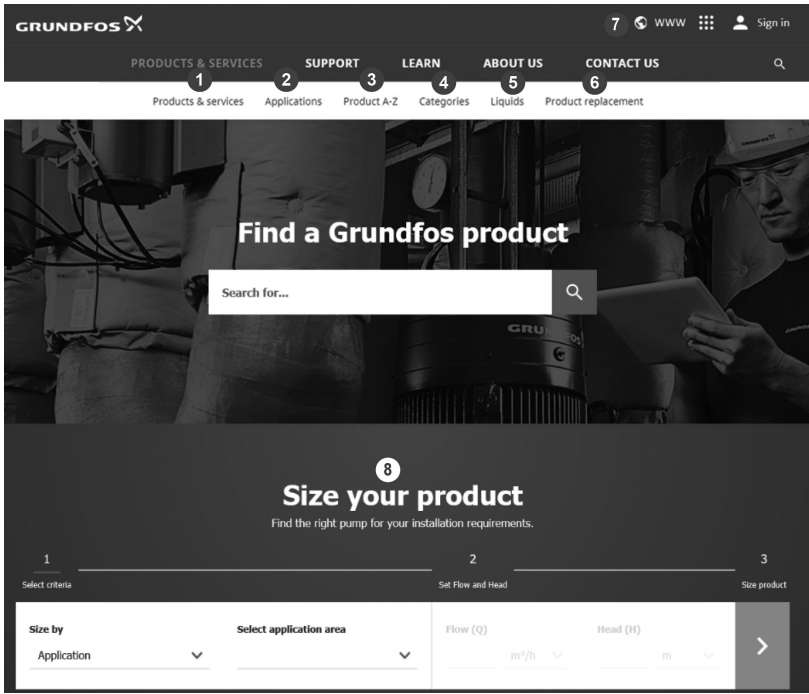 GRUNDFOS
7 WWW Sign in
PRODUCTS & SERVICES SUPPORT LEARN ABOUT US CONTACT US
1 2 3 4 5 6
Products & services Applications Product A-Z Categories Liquids Product replacement
GRUNDFOS
Find a Grundfos product
Search for...
GRUNDFOS
8
Size your product
Find the right pump for your installation requirements.
1 2 3
Select criteria Set Flow and Head Size product
Size by Select application area Flow (Q) Head (H)
Application m³/h m